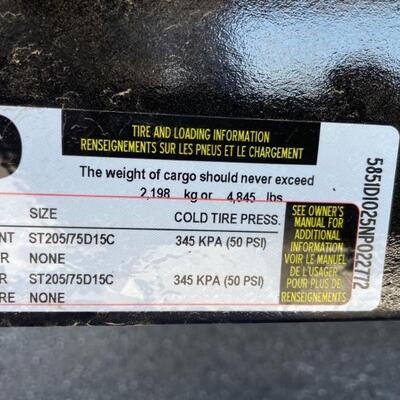 TIRE AND LOADING INFORMATION
RENSEIGNEMENTS SUR LES PNEUS ET LE CHARGEMENT
The weight of cargo should never exceed
2,198 kg or 4,845 lbs
SIZE COLD TIRE PRESS.
NT ST205/75D15C 345 KPA (50 PSI)
R NONE
R ST205/75D15C 345 KPA (50 PSI)
RE NONE
SEE OWNER'S
MANUAL FOR
ADDITIONAL
INFORMATION
VOIR LE MANUEL
DE L'USAGER
POUR PLUS DE
RENSEIGNEMENTS